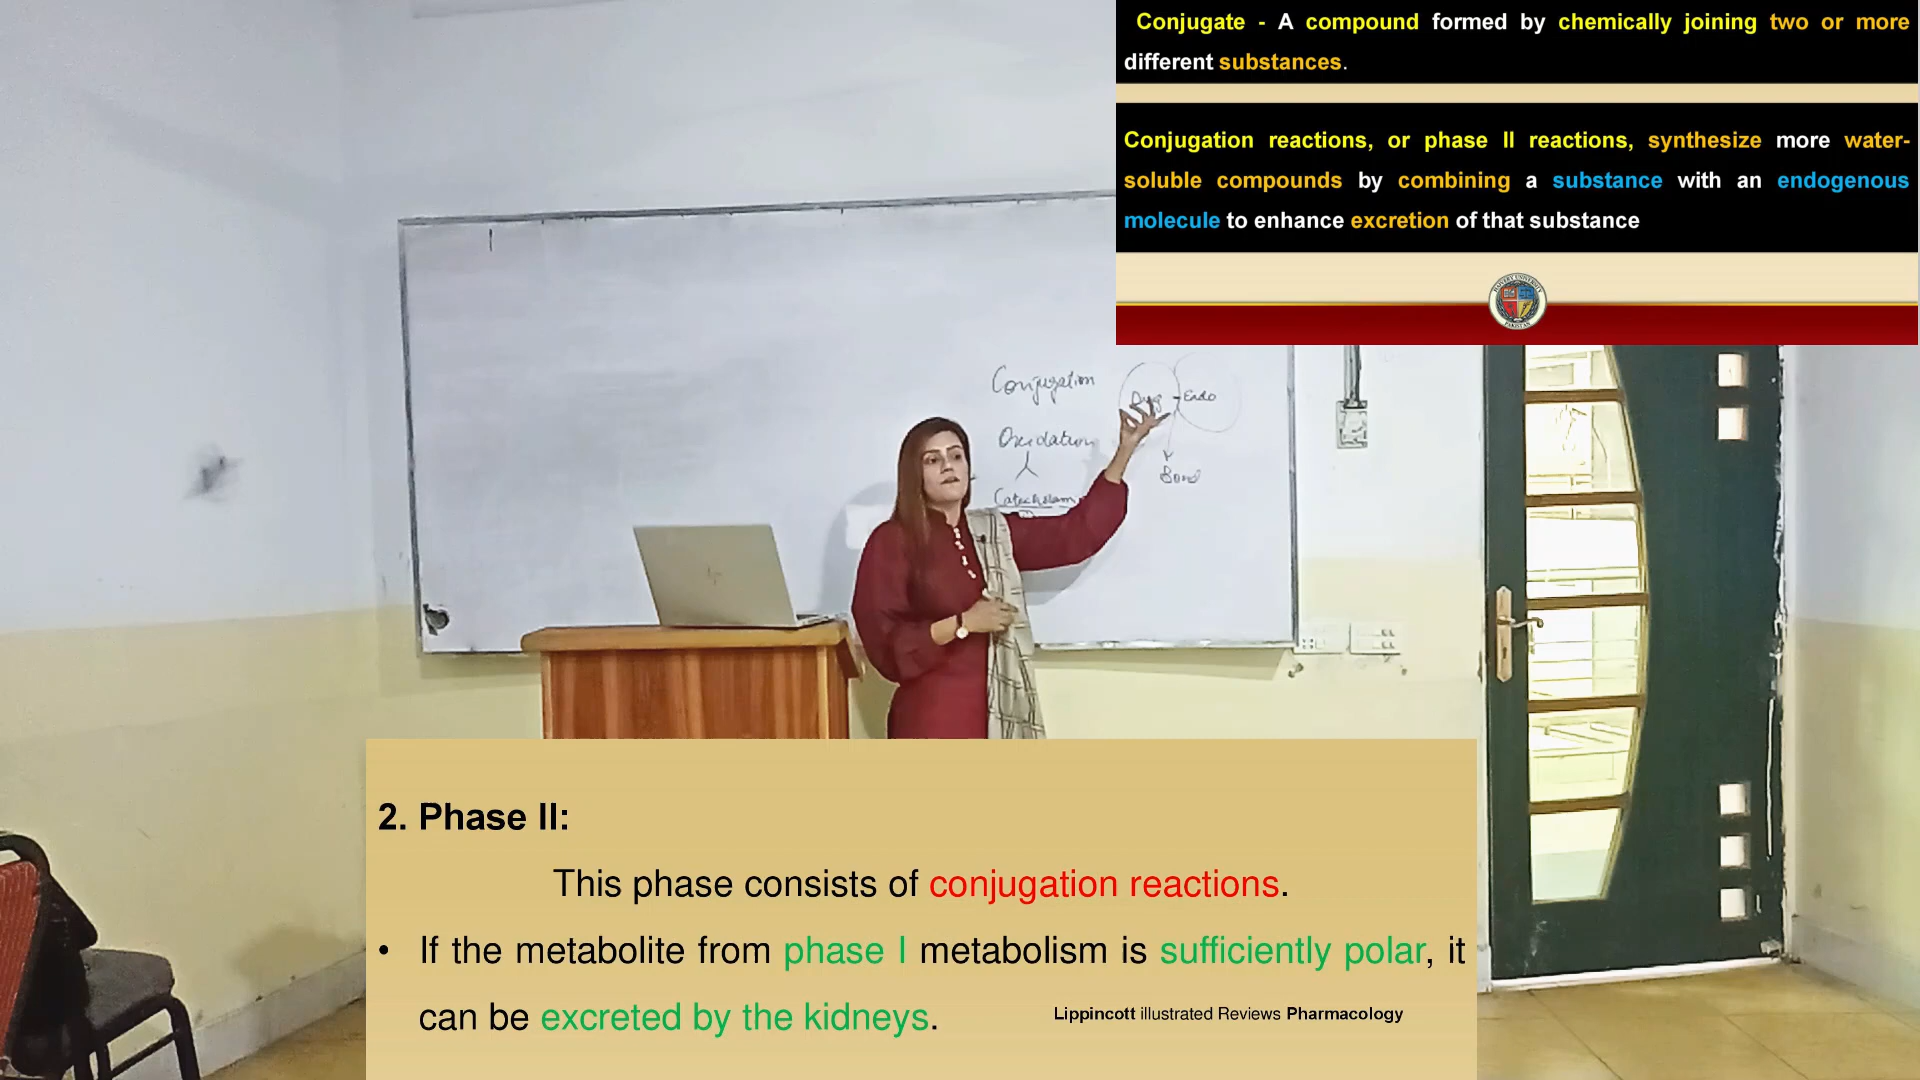 Conjugate - A compound formed by chemically joining two or more
different substances.
Conjugation reactions, or phase II reactions, synthesize more water-
soluble compounds by combining a substance with an endogenous
molecule to enhance excretion of that substance
Conjugation
Drug - Endo
Oxidation
Bond
Catecholam
2. Phase II:
This phase consists of conjugation reactions.
• If the metabolite from phase I metabolism is sufficiently polar, it
can be excreted by the kidneys.
Lippincott illustrated Reviews Pharmacology